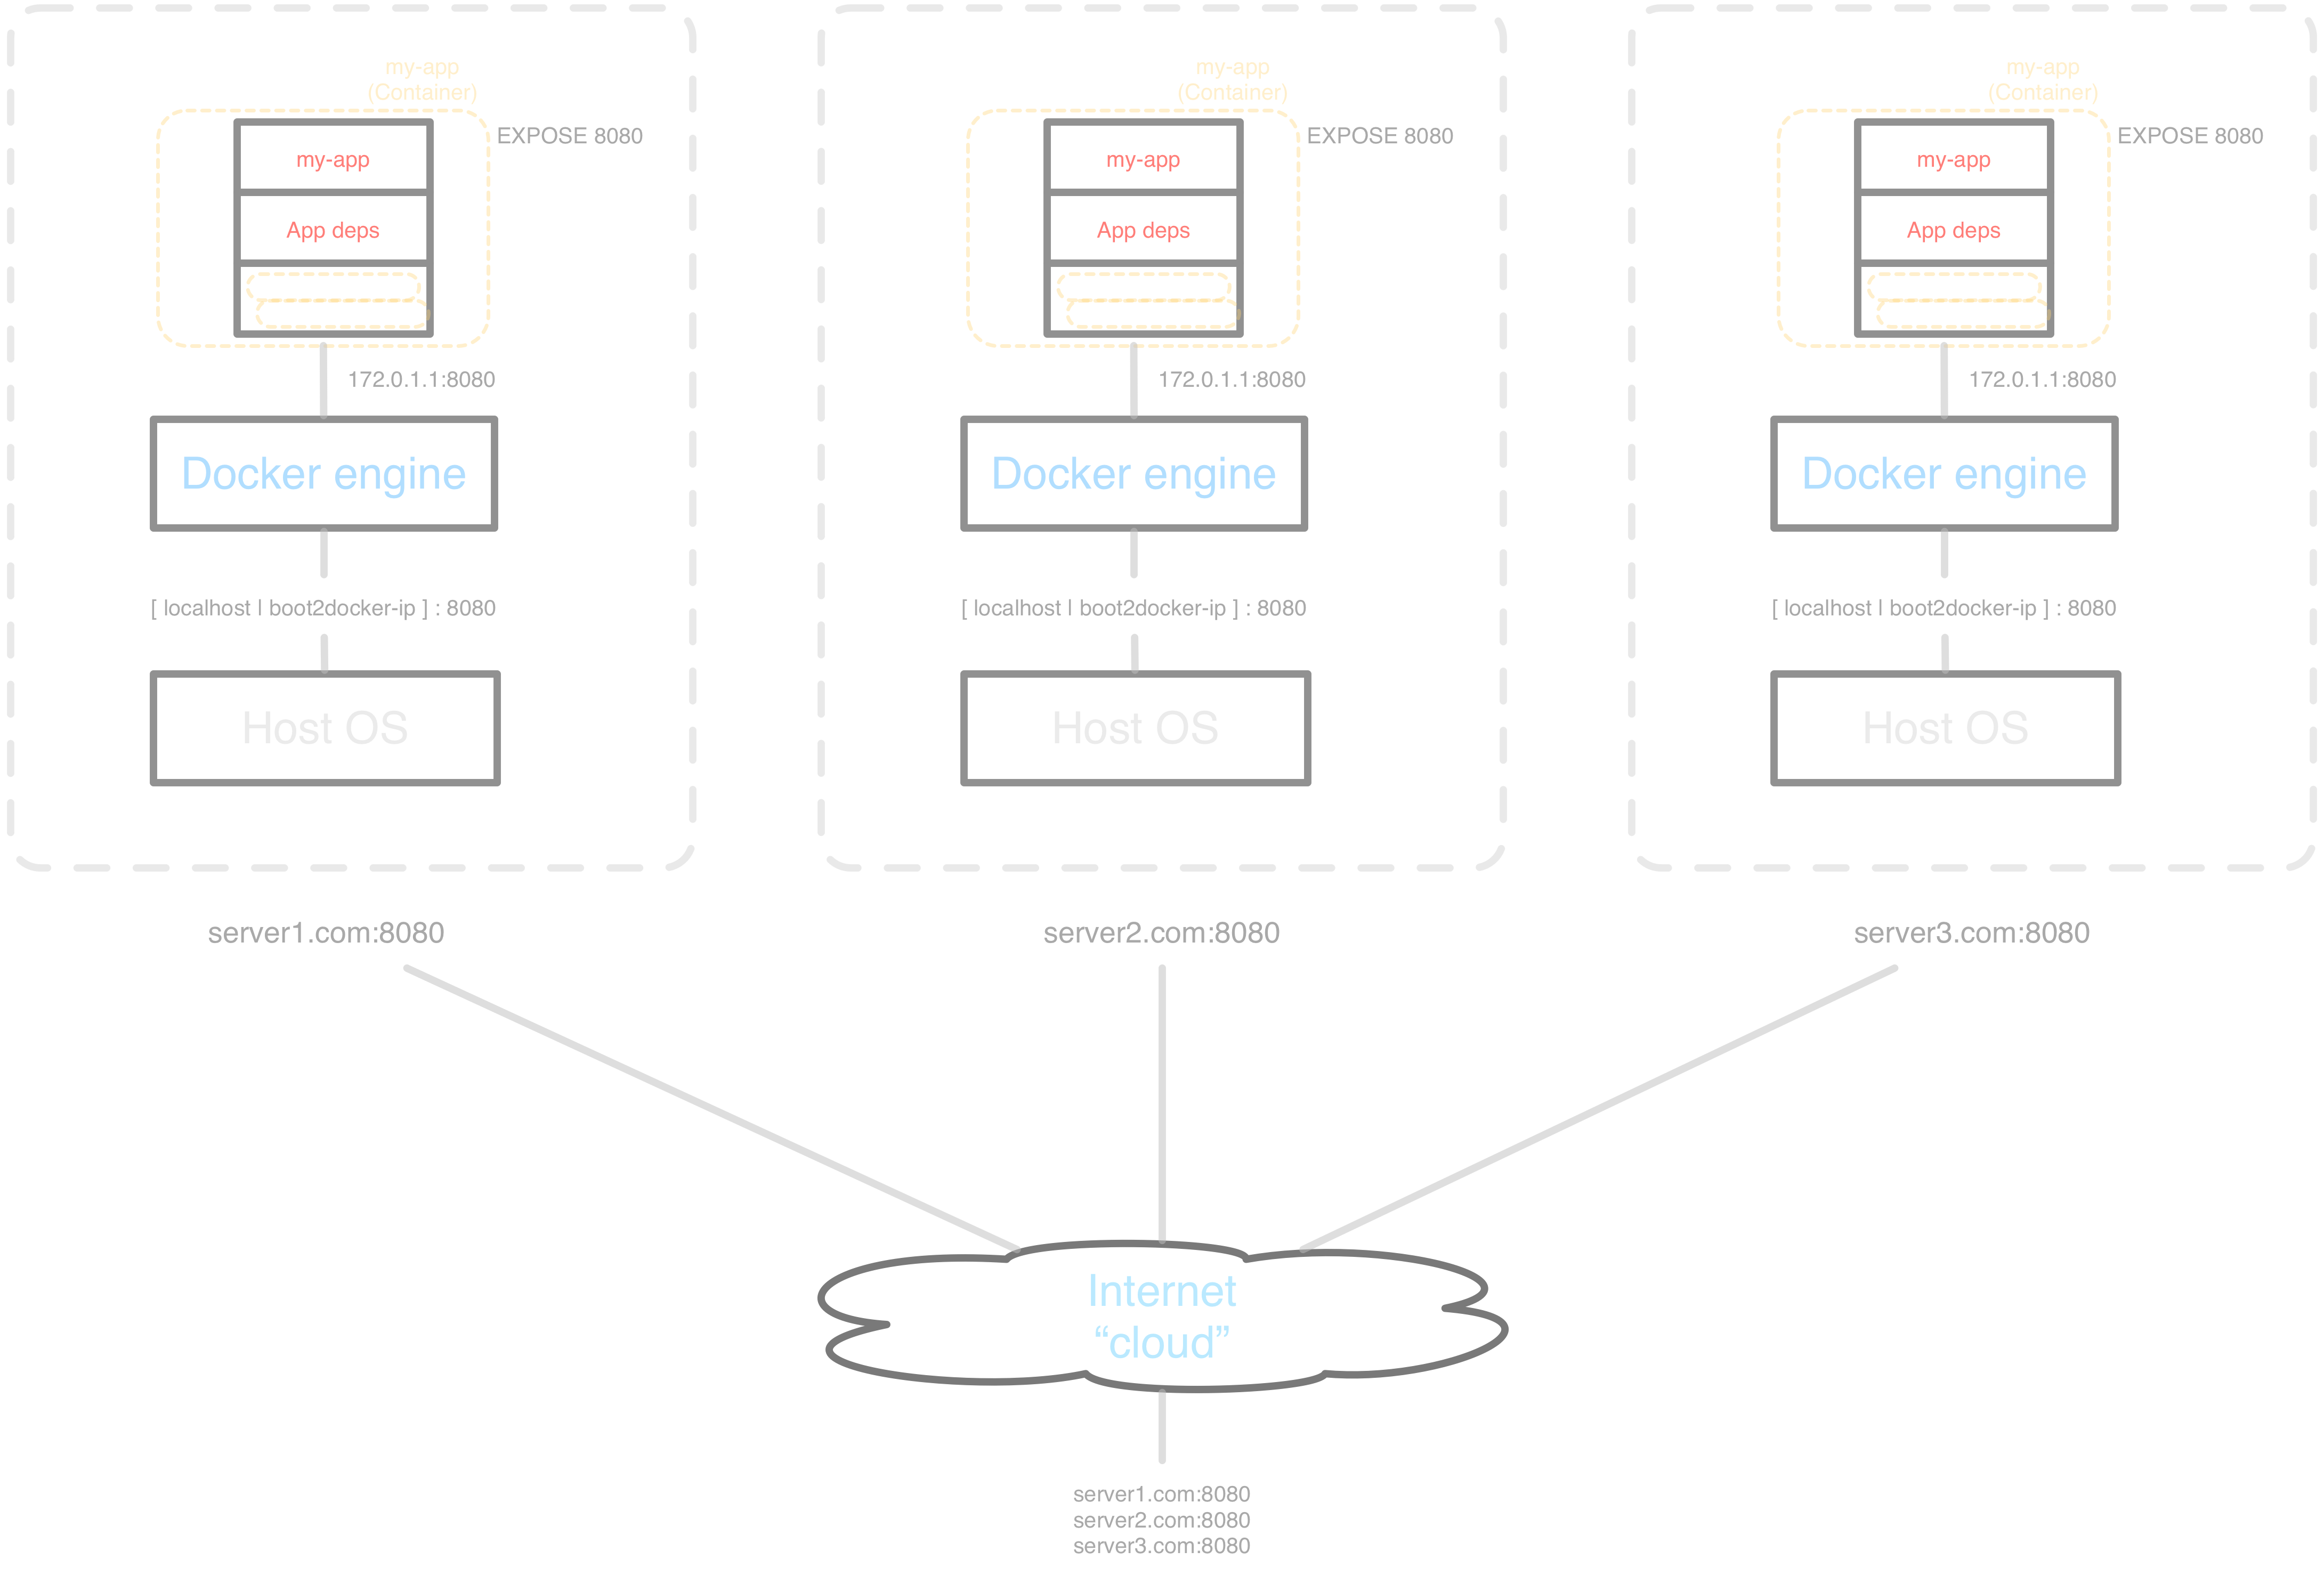 my-app
(Container)
EXPOSE 8080
my-app
App deps
172.0.1.1:8080
Docker engine
[ localhost | boot2docker-ip ] : 8080
Host OS
server1.com:8080
my-app
(Container)
EXPOSE 8080
my-app
App deps
172.0.1.1:8080
Docker engine
[ localhost | boot2docker-ip ] : 8080
Host OS
server2.com:8080
my-app
(Container)
EXPOSE 8080
my-app
App deps
172.0.1.1:8080
Docker engine
[ localhost | boot2docker-ip ] : 8080
Host OS
server3.com:8080
Internet
“cloud”
server1.com:8080
server2.com:8080
server3.com:8080